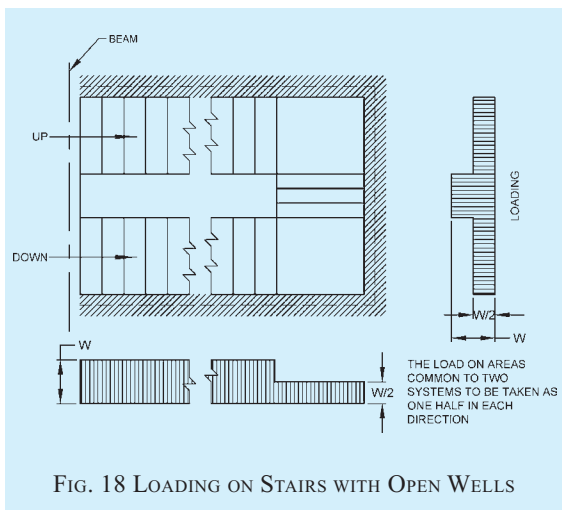 BEAM
UP
DOWN
LOADING
W/2
W
W
W/2
THE LOAD ON AREAS
COMMON TO TWO
SYSTEMS TO BE TAKEN AS
ONE HALF IN EACH
DIRECTION
FIG. 18 LOADING ON STAIRS WITH OPEN WELLS